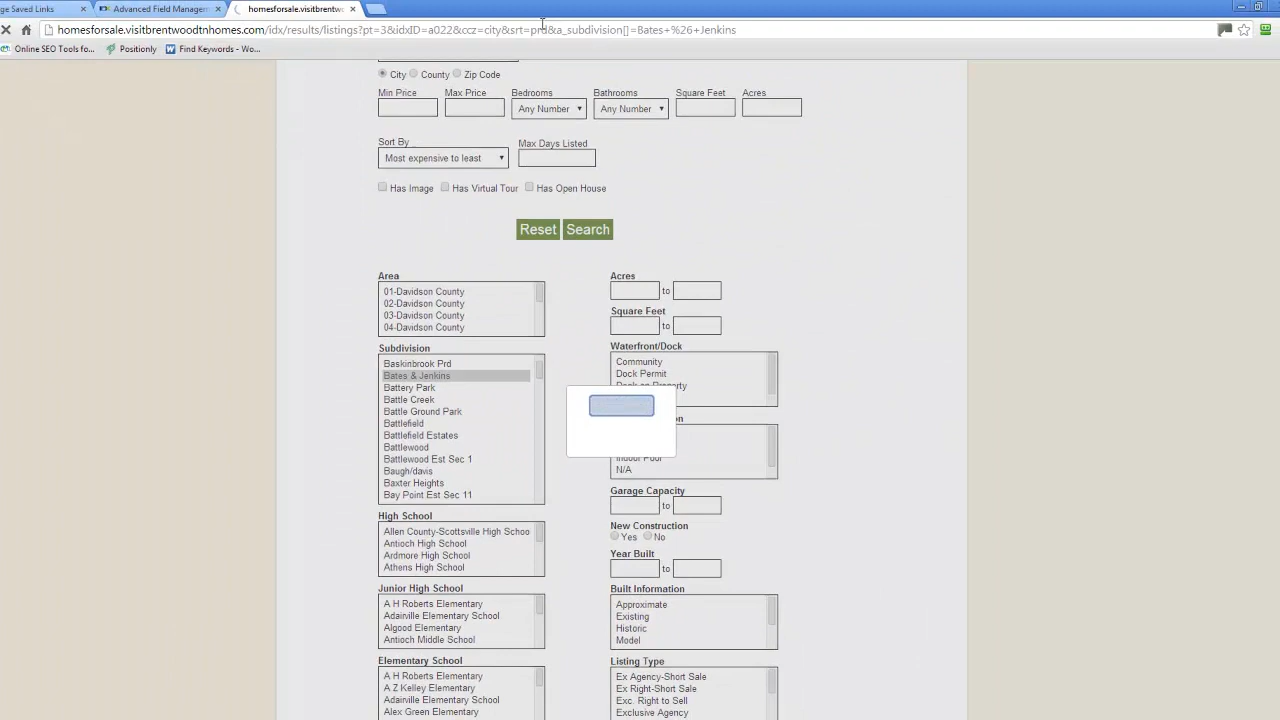 ge Saved Links
Advanced Field Managem
homesforsale.visitbrentwo
homesforsale.visitbrentwoodtnhomes.com/idx/results/listings?pt=3&idxID=a022&ccz=city&srt=prd&a_subdivision[]=Bates+%26+Jenkins
Online SEO Tools fo...
Positionly
Find Keywords - Wo...
City
County
Zip Code
Min Price
Max Price
Bedrooms
Bathrooms
Square Feet
Acres
Any Number
Any Number
Sort By
Max Days Listed
Most expensive to least
Has Image
Has Virtual Tour
Has Open House
Reset
Search
Area
01-Davidson County
02-Davidson County
03-Davidson County
04-Davidson County
Subdivision
Baskinbrook Prd
Bates & Jenkins
Battery Park
Battle Creek
Battle Ground Park
Battlefield
Battlefield Estates
Battlewood
Battlewood Est Sec 1
Baugh/davis
Baxter Heights
Bay Point Est Sec 11
High School
Allen County-Scottsville High Schoo
Antioch High School
Ardmore High School
Athens High School
Junior High School
A H Roberts Elementary
Adairville Elementary School
Algood Elementary
Antioch Middle School
Elementary School
A H Roberts Elementary
A Z Kelley Elementary
Adairville Elementary School
Alex Green Elementary
Acres
to
Square Feet
to
Waterfront/Dock
Community
Dock Permit
Dock on Property
on
Indoor Pool
N/A
Garage Capacity
to
New Construction
Yes
No
Year Built
to
Built Information
Approximate
Existing
Historic
Model
Listing Type
Ex Agency-Short Sale
Ex Right-Short Sale
Exc. Right to Sell
Exclusive Agency